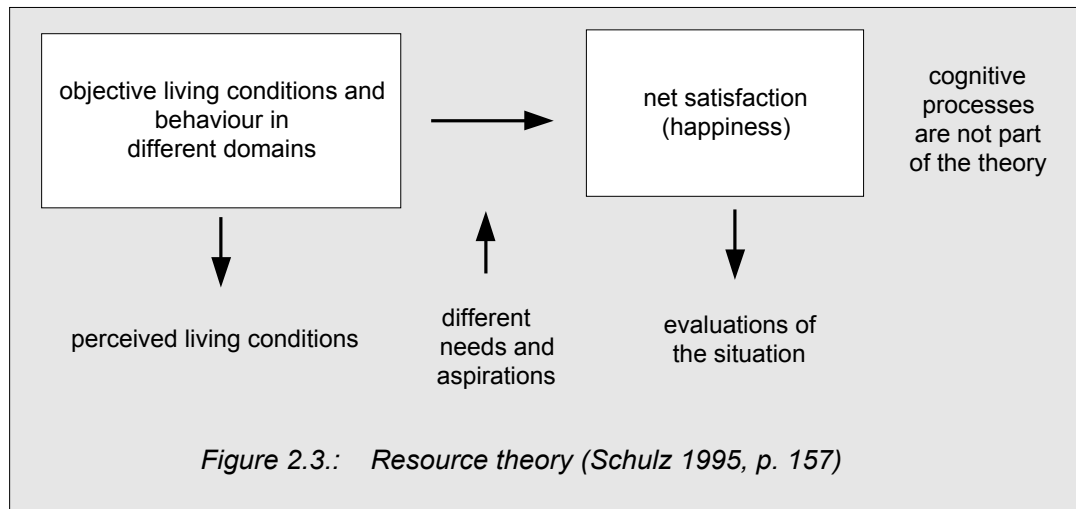 objective living conditions and
behaviour in
different domains
net satisfaction
(happiness)
cognitive
processes
are not part
of the theory
perceived living conditions
different
needs and
aspirations
evaluations of
the situation
Figure 2.3.: Resource theory (Schulz 1995, p. 157)